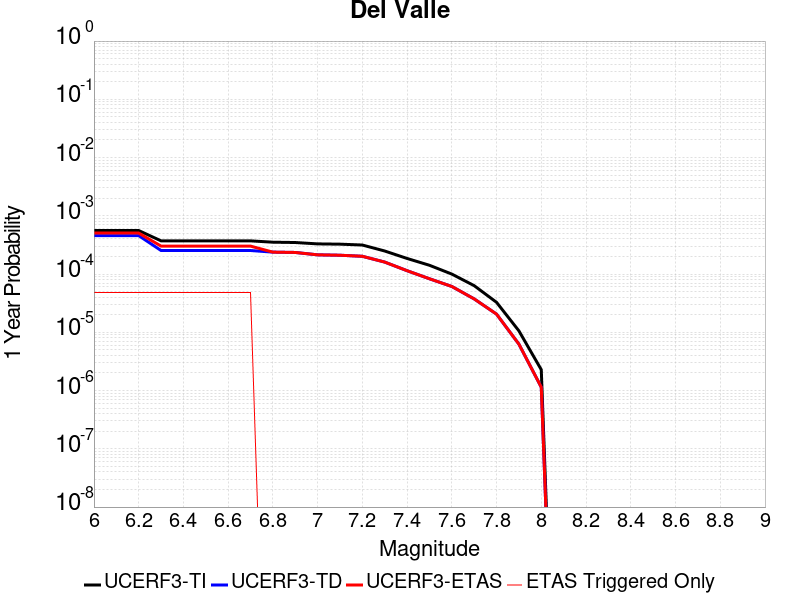 Del Valle
10^0
10^-1
10^-2
10^-3
10^-4
10^-5
10^-6
10^-7
10^-8
1 Year Probability
6 6.2 6.4 6.6 6.8 7 7.2 7.4 7.6 7.8 8 8.2 8.4 8.6 8.8 9
Magnitude
UCERF3-TI UCERF3-TD UCERF3-ETAS ETAS Triggered Only